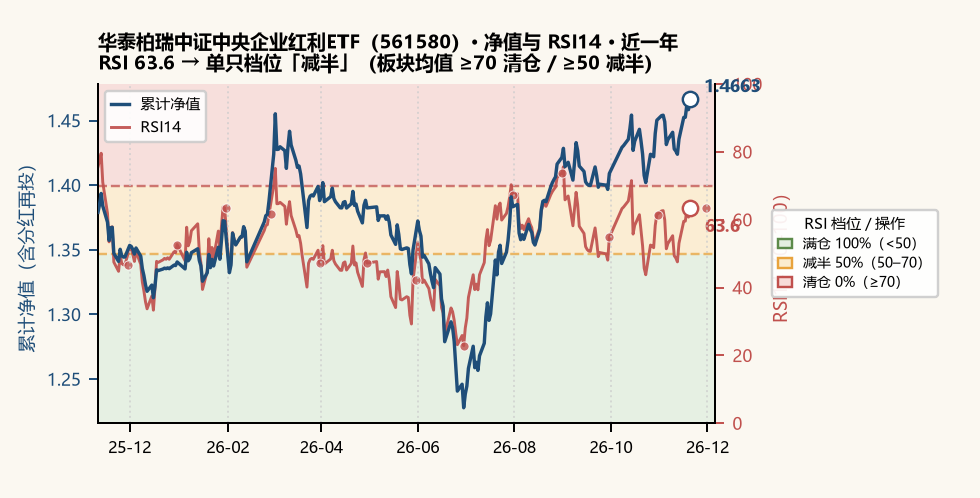 华泰柏瑞中证中央企业红利ETF（561580）·净值与 RSI14·近一年
RSI 63.6 → 单只档位「减半」（板块均值 ≥70 清仓 / ≥50 减半）
累计净值
RSI14
1.4663
100
1.45
1.40
1.35
1.30
1.25
累计净值（含分红再投）
80
60
40
20
0
63.6
RSI 档位 / 操作
满仓 100%（<50）
减半 50%（50–70）
清仓 0%（≥70）
25-12
26-02
26-04
26-06
26-08
26-10
26-12